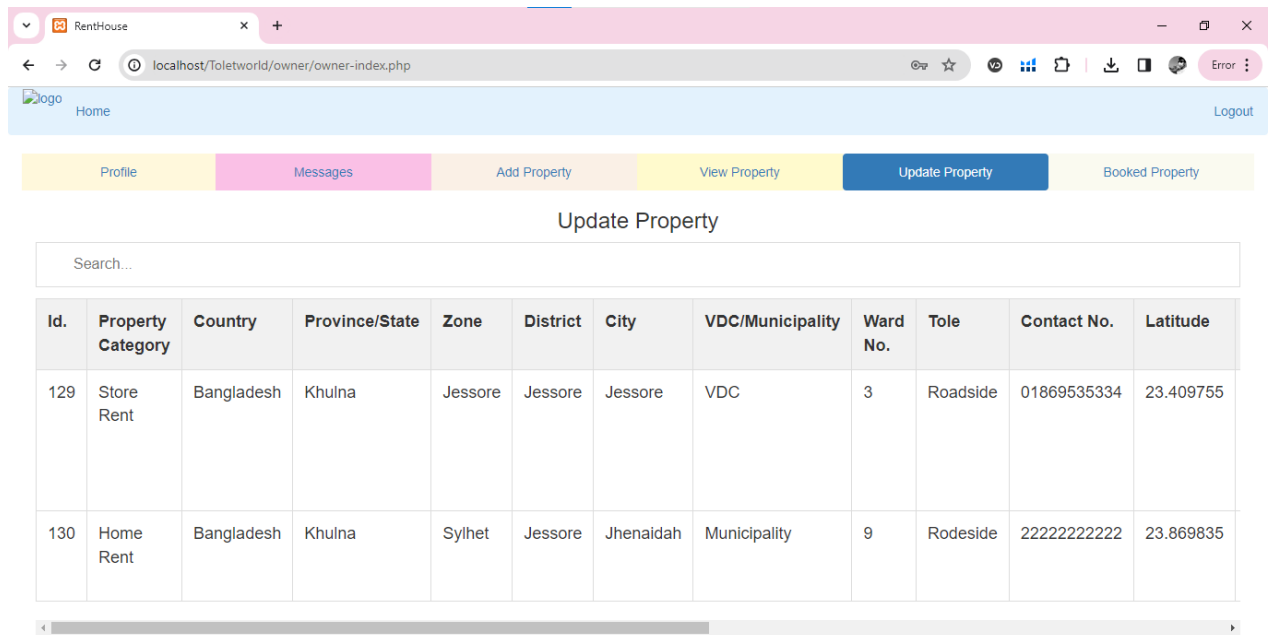 RentHouse
localhost/Toletworld/owner/owner-index.php
Error
logo Home Logout
Profile Messages Add Property View Property Update Property Booked Property
Update Property
Search...
Id. Property Country Province/State Zone District City VDC/Municipality Ward Tole Contact No. Latitude
Category No.
129 Store Bangladesh Khulna Jessore Jessore Jessore VDC 3 Roadside 01869535334 23.409755
Rent
130 Home Bangladesh Khulna Sylhet Jessore Jhenaidah Municipality 9 Rodeside 22222222222 23.869835
Rent